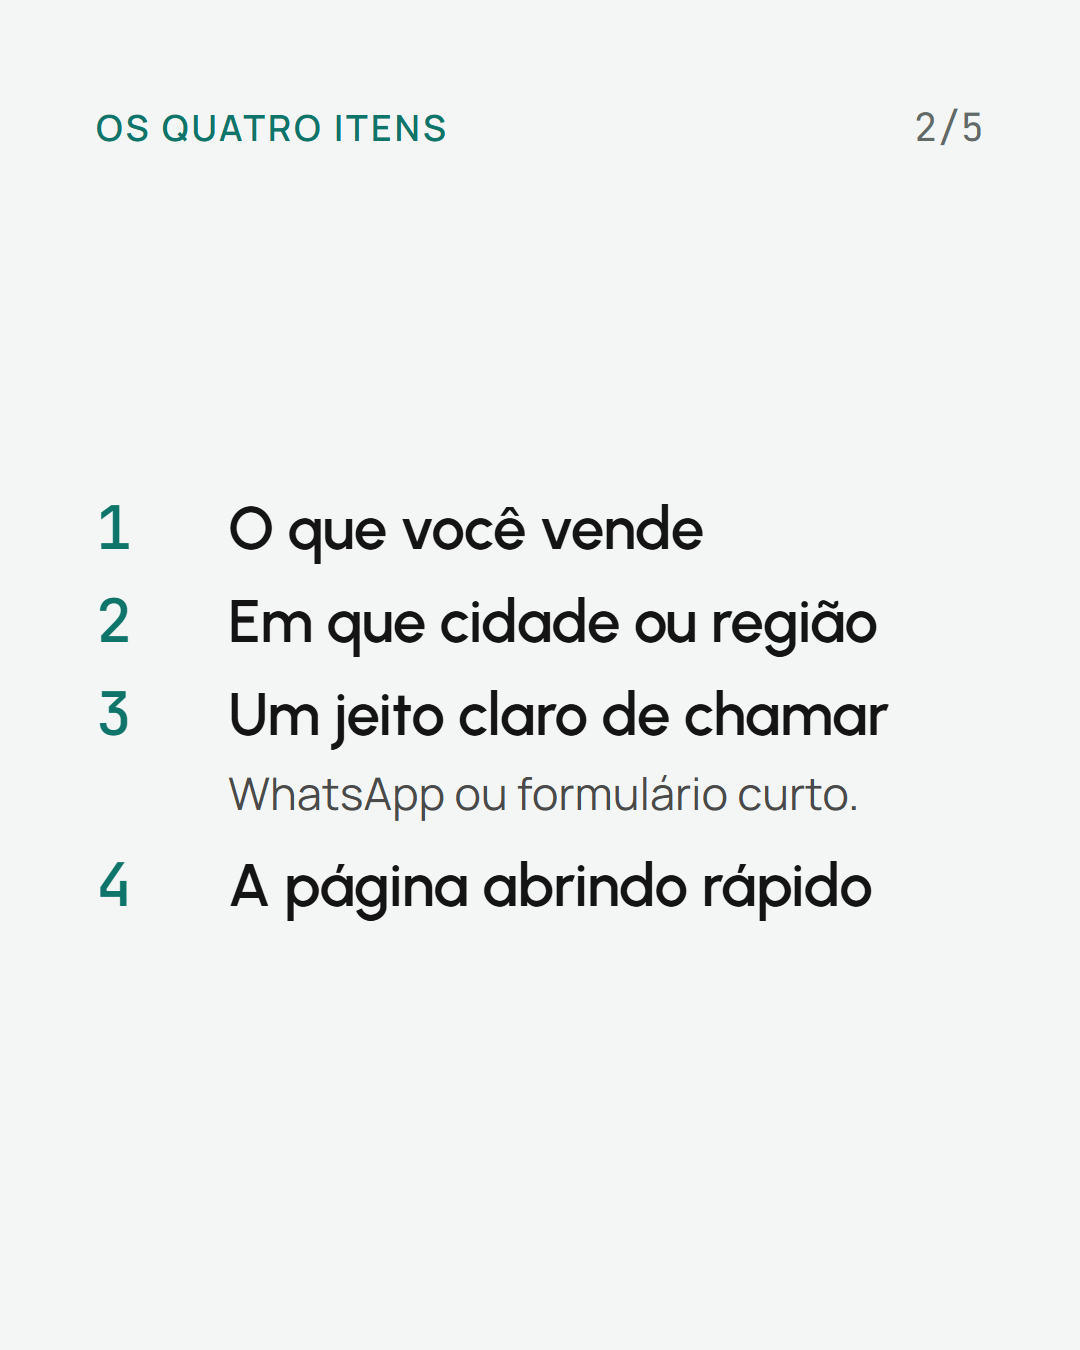 OS QUATRO ITENS 2/5
1 O que você vende
2 Em que cidade ou região
3 Um jeito claro de chamar
WhatsApp ou formulário curto.
4 A página abrindo rápido